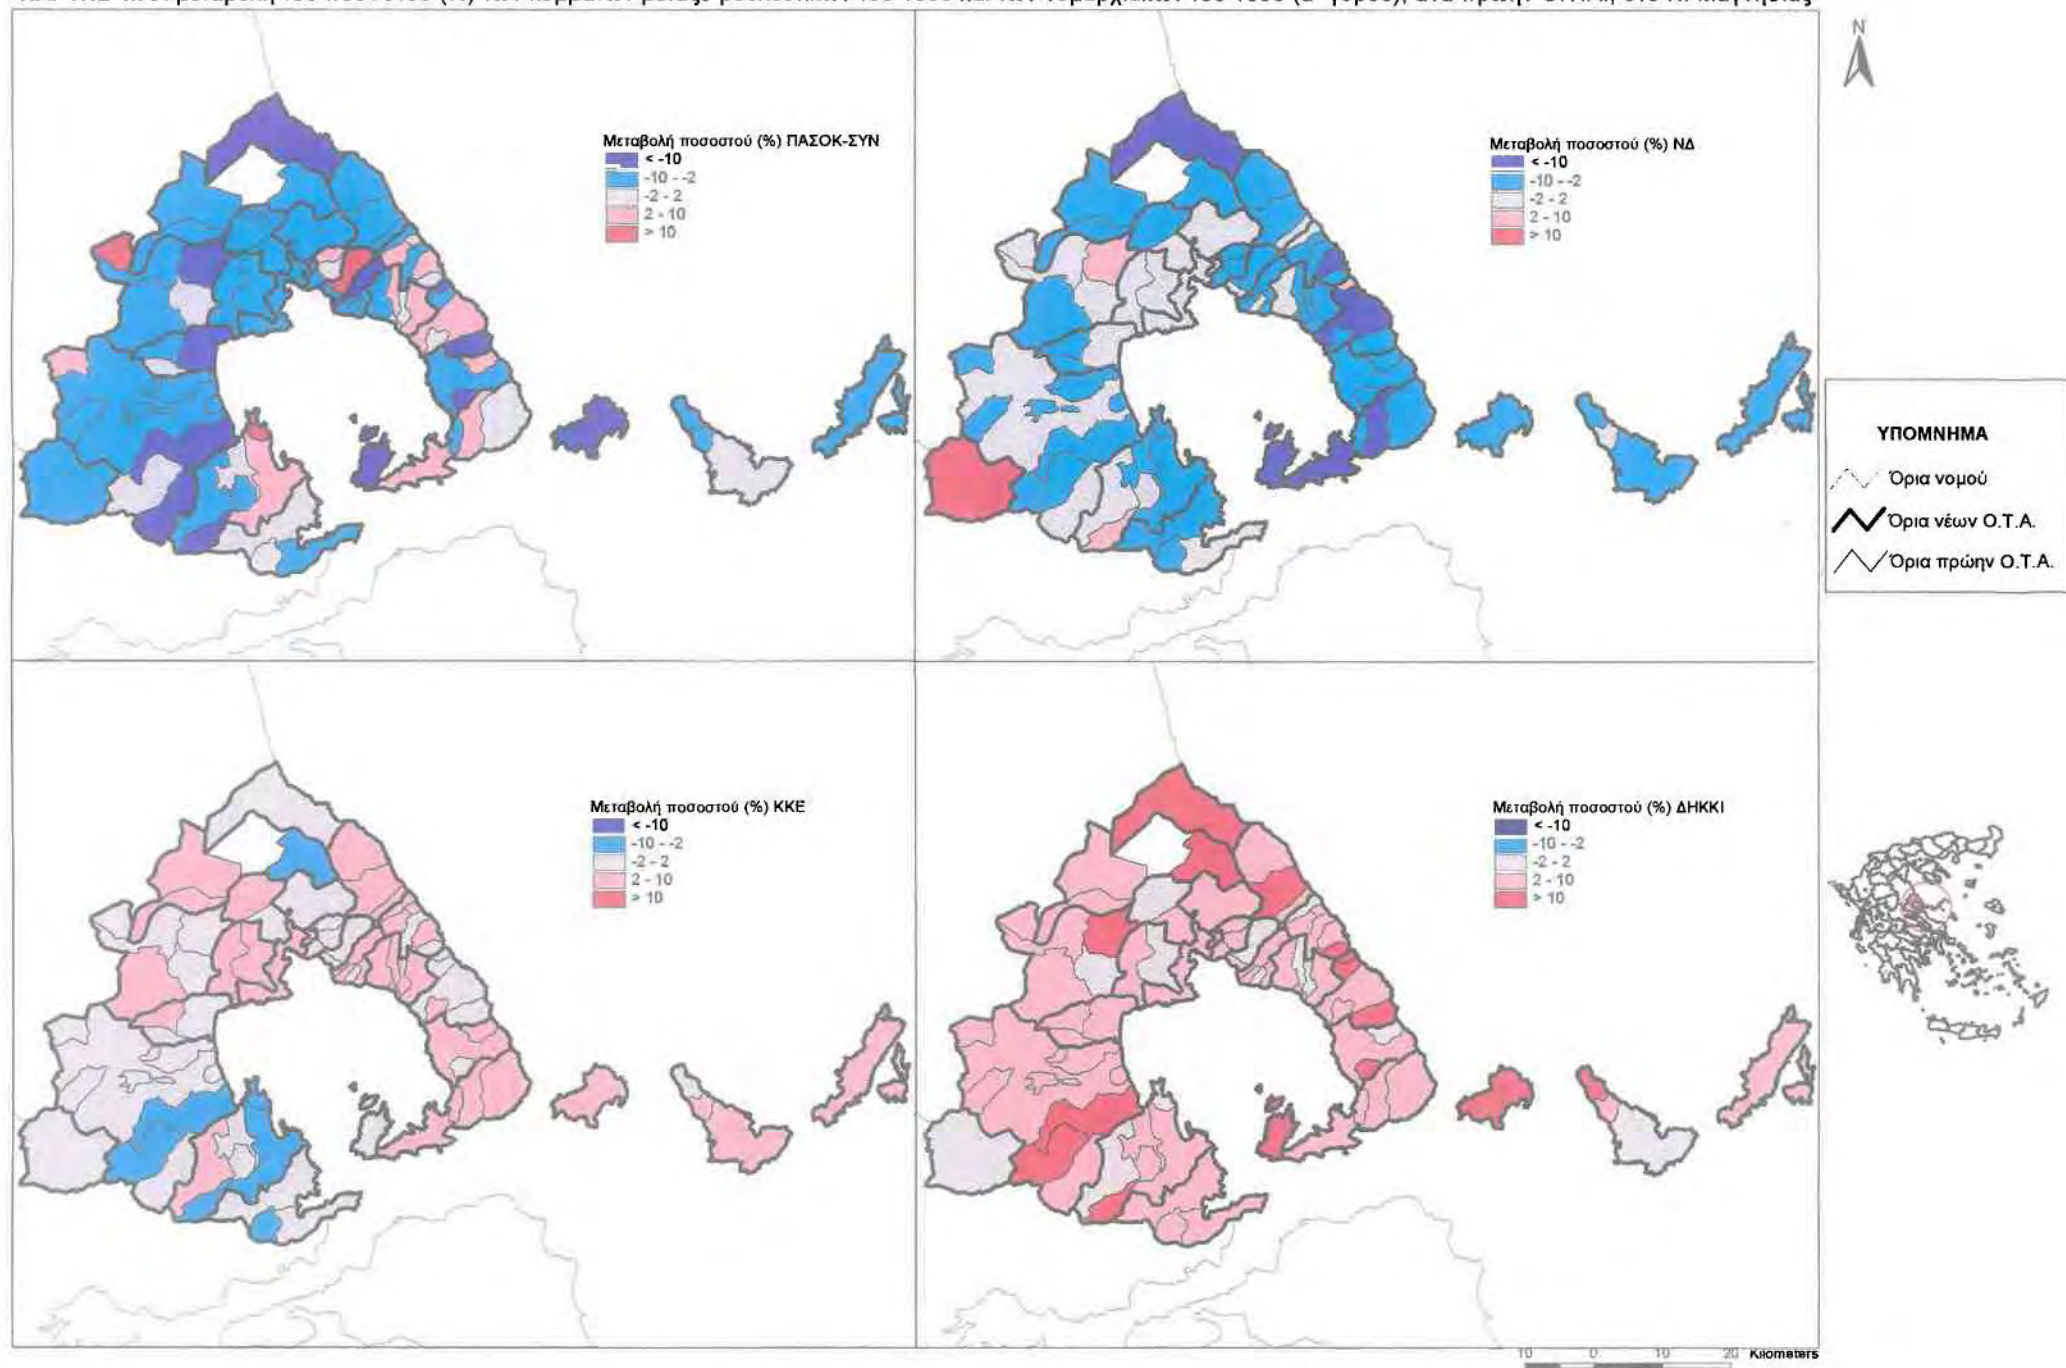 Μεταβολή ποσοστού (%) ΠΑΣΟΚ-ΣΥΝ
< -10
-10 - -2
-2 - 2
2 - 10
> 10
Μεταβολή ποσοστού (%) ΝΔ
< -10
-10 - -2
-2 - 2
2 - 10
> 10
N
ΥΠΟΜΝΗΜΑ
Όρια νομού
Όρια νέων Ο.Τ.Α.
Όρια πρώην Ο.Τ.Α.
Μεταβολή ποσοστού (%) ΚΚΕ
< -10
-10 - -2
-2 - 2
2 - 10
> 10
Μεταβολή ποσοστού (%) ΔΗΚΚΙ
< -10
-10 - -2
-2 - 2
2 - 10
> 10
10 0 10 20 Kilometers